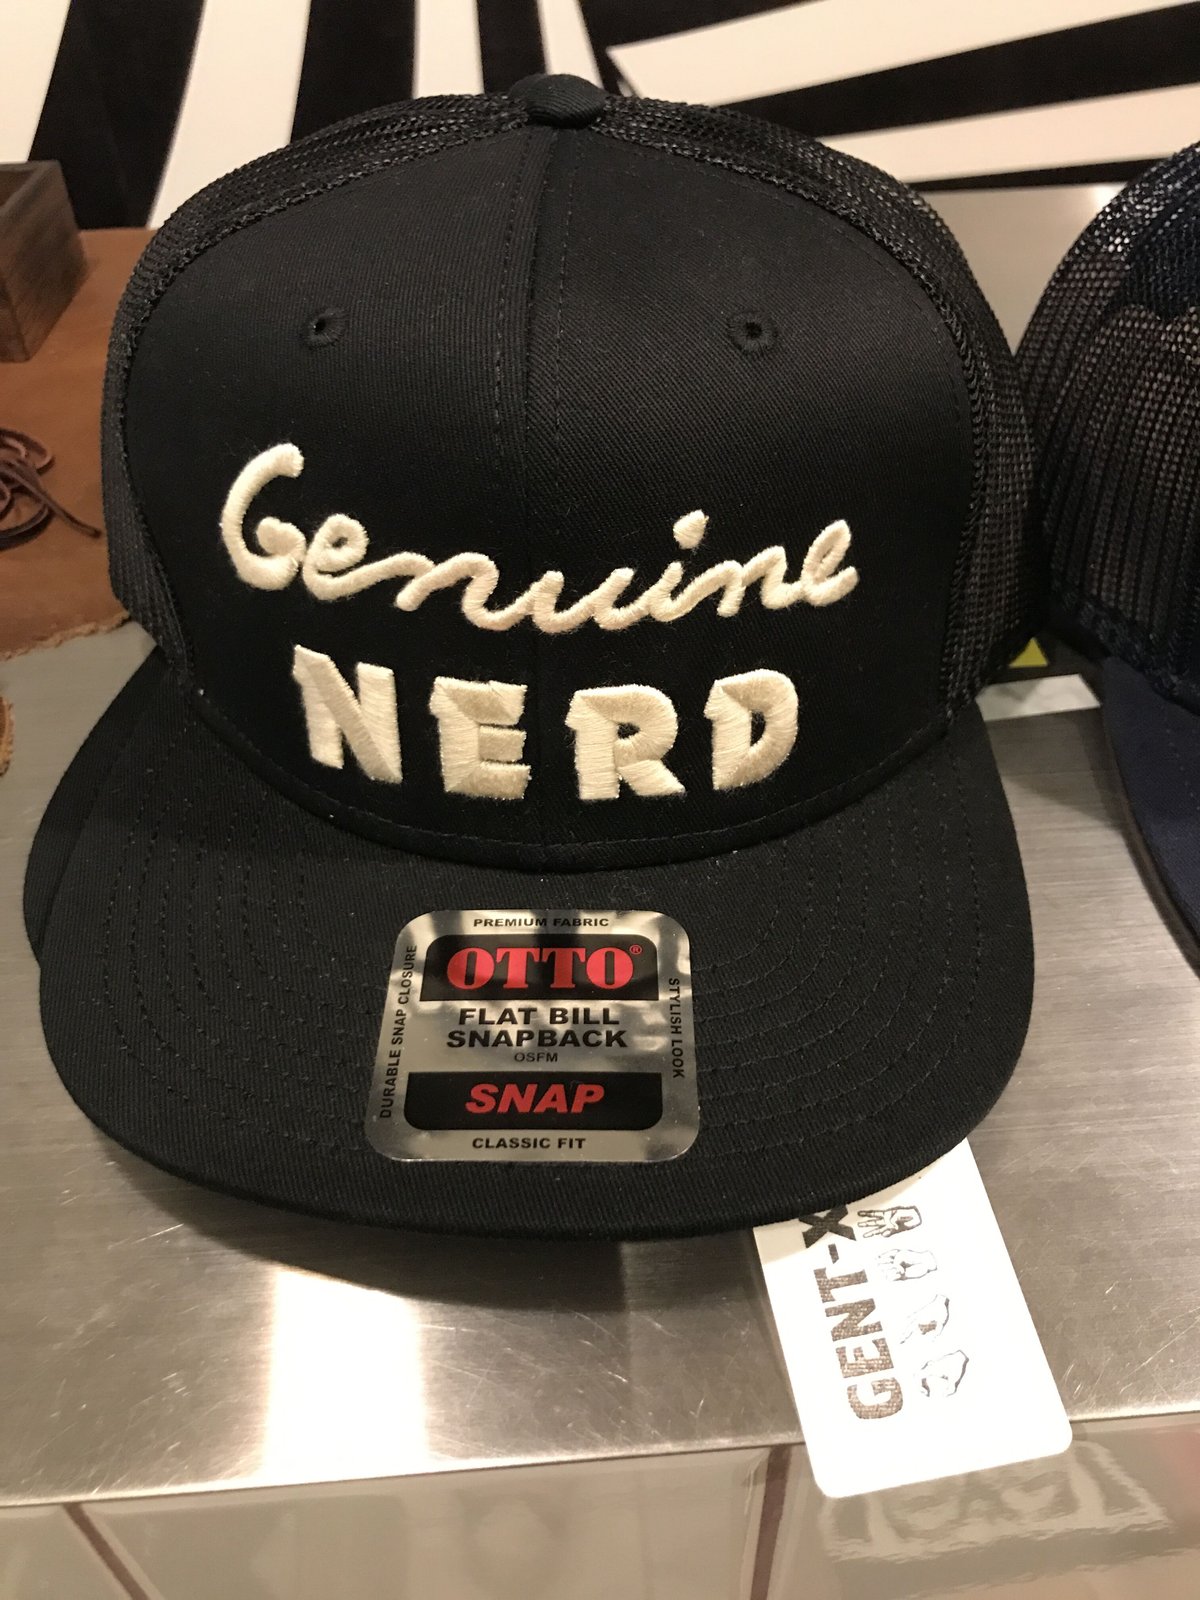 Genuine
NERD
PREMIUM FABRIC
OTTO®
FLAT BILL
SNAPBACK
OSFM
SNAP
CLASSIC FIT
DURABLE SNAP CLOSURE
STYLISH LOOK
GENT-X